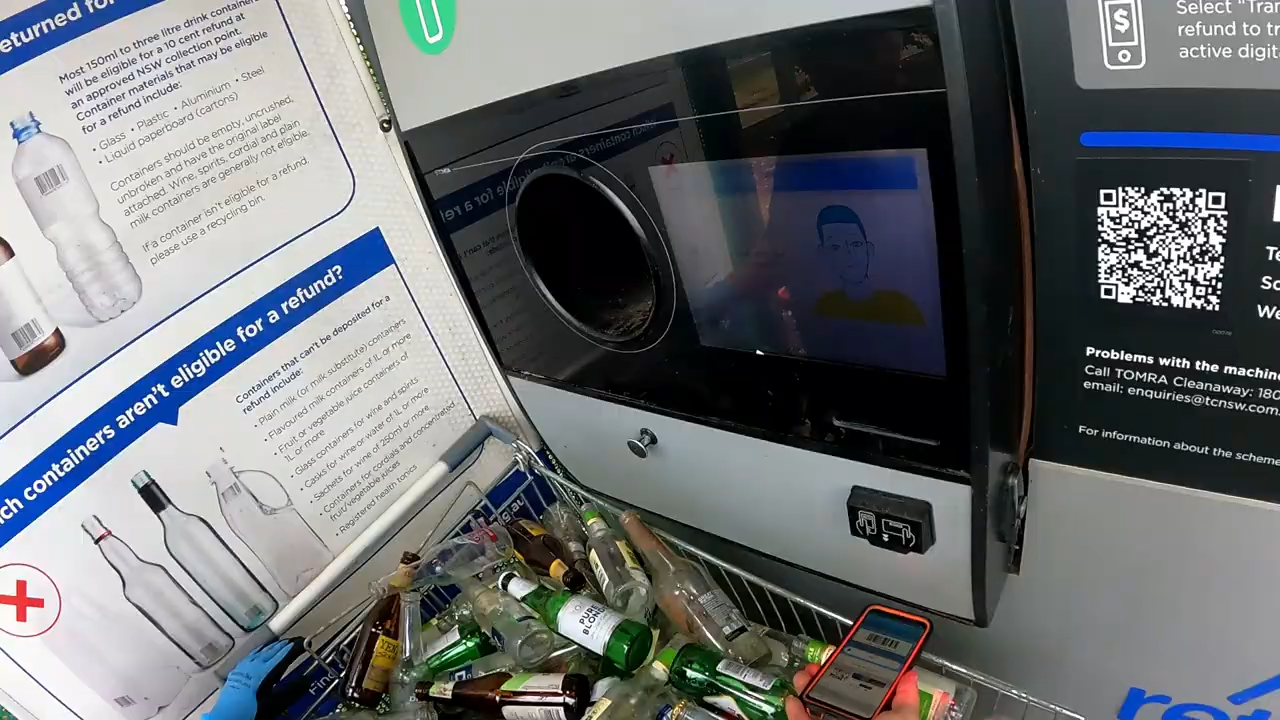 eturned for
Most 150ml to three litre drink containers
will be eligible for a 10 cent refund at
an approved NSW collection point.
Container materials that may be eligible
for a refund include:
• Glass • Plastic • Aluminium • Steel
• Liquid paperboard (cartons)
Containers should be empty, uncrushed,
unbroken and have the original label
attached. Wine, spirits, cordial and plain
milk containers are generally not eligible.
If a container isn't eligible for a refund,
please use a recycling bin.
ch containers aren't eligible for a refund?
Containers that can't be deposited for a
refund include:
• Plain milk (or milk substitute) containers
• Flavoured milk containers of 1L or more
• Fruit or vegetable juice containers of
1L or more
• Glass containers for wine and spirits
• Casks for wine or water of 1L or more
• Sachets for wine of 250ml or more
• Containers for cordials and concentrated
fruit/vegetable juices
• Registered health tonics
PURE
BLONDE
Find
Select "Tran
refund to tr
active digit
Te
So
We
Problems with the machine
Call TOMRA Cleanaway: 180
email: enquiries@tcnsw.com
For information about the scheme